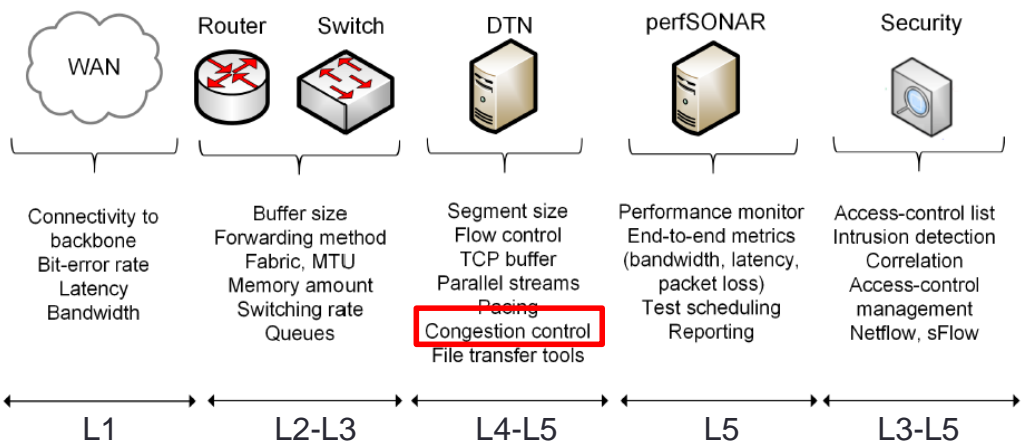 WAN
Router
Switch
DTN
perfSONAR
Security
Connectivity to
backbone
Bit-error rate
Latency
Bandwidth
Buffer size
Forwarding method
Fabric, MTU
Memory amount
Switching rate
Queues
Segment size
Flow control
TCP buffer
Parallel streams
Pacing
Congestion control
File transfer tools
Performance monitor
End-to-end metrics
(bandwidth, latency,
packet loss)
Test scheduling
Reporting
Access-control list
Intrusion detection
Correlation
Access-control
management
Netflow, sFlow
L1
L2-L3
L4-L5
L5
L3-L5